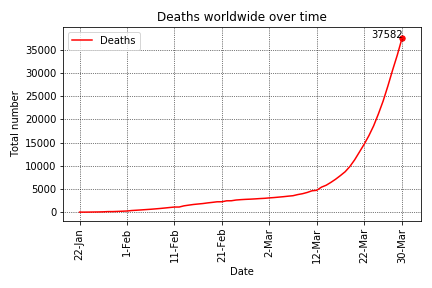 Deaths worldwide over time
Deaths
37582
Total number
35000
30000
25000
20000
15000
10000
5000
0
22-Jan
1-Feb
11-Feb
21-Feb
2-Mar
12-Mar
22-Mar
30-Mar
Date